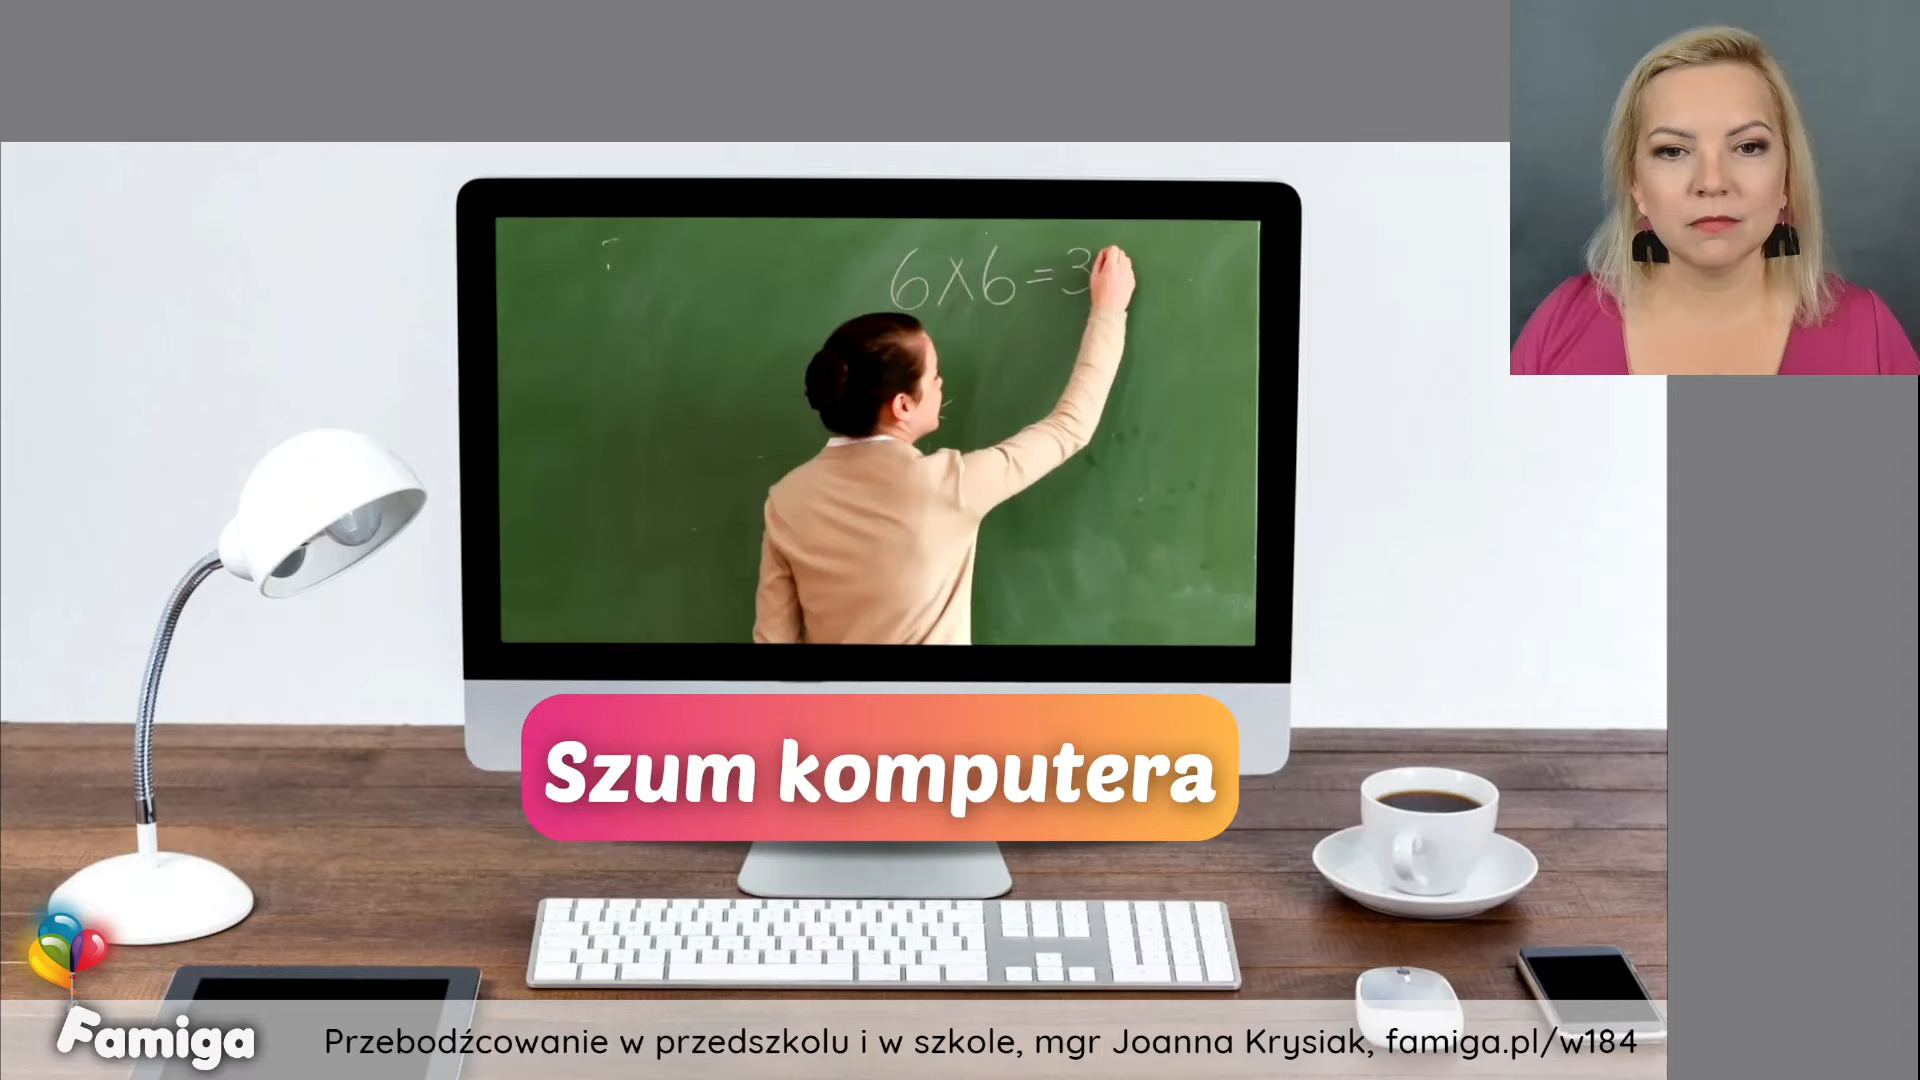 6x6=3
Szum komputera
Famiga
Przebodźcowanie w przedszkolu i w szkole, mgr Joanna Krysiak, famiga.pl/w184